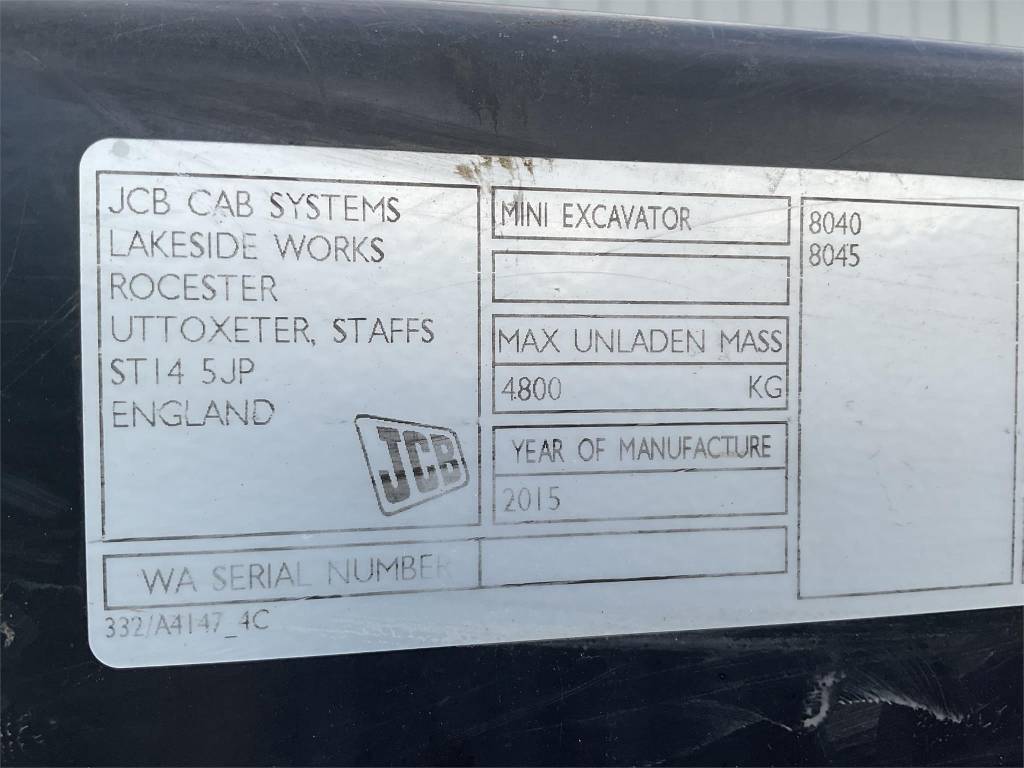 JCB CAB SYSTEMS
LAKESIDE WORKS
ROCESTER
UTTOXETER, STAFFS
ST14 5JP
ENGLAND
JCB
WA SERIAL NUMBER
332/A4147_4C
MINI EXCAVATOR
MAX UNLADEN MASS
4800 KG
YEAR OF MANUFACTURE
2015
8040
8045